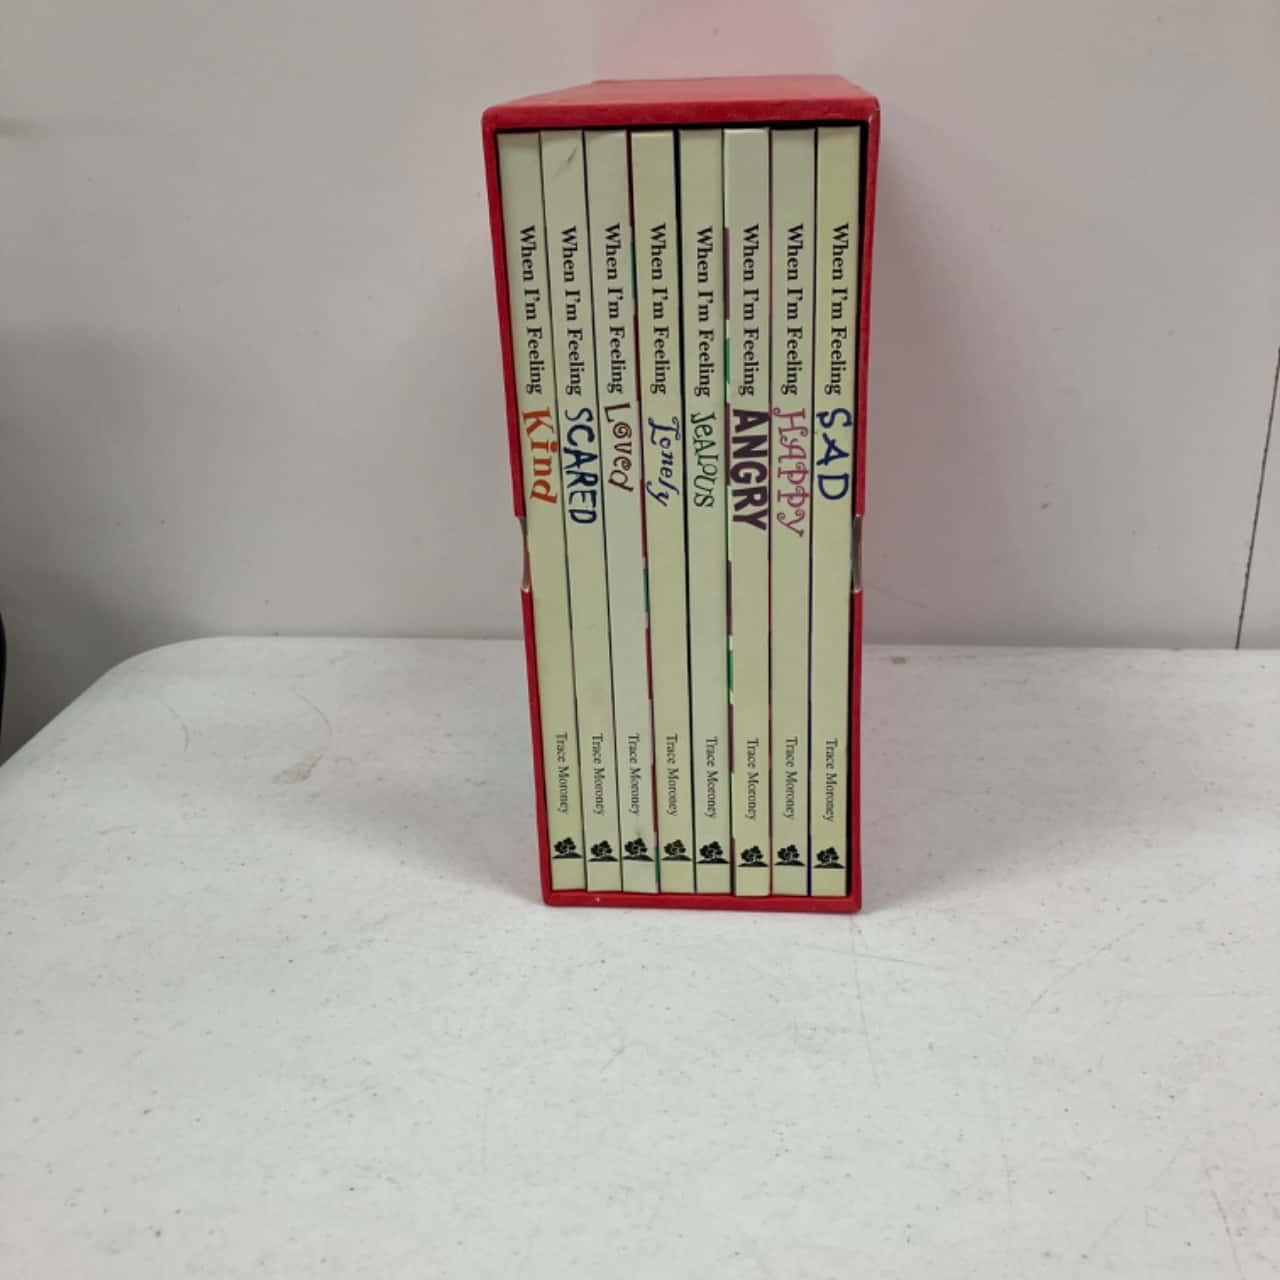 When I'm Feeling Kind Trace Moroney
When I'm Feeling SCARED Trace Moroney
When I'm Feeling Loved Trace Moroney
When I'm Feeling Lonely Trace Moroney
When I'm Feeling JeALOUS Trace Moroney
When I'm Feeling ANGRY Trace Moroney
When I'm Feeling HAPPY Trace Moroney
When I'm Feeling SAD Trace Moroney